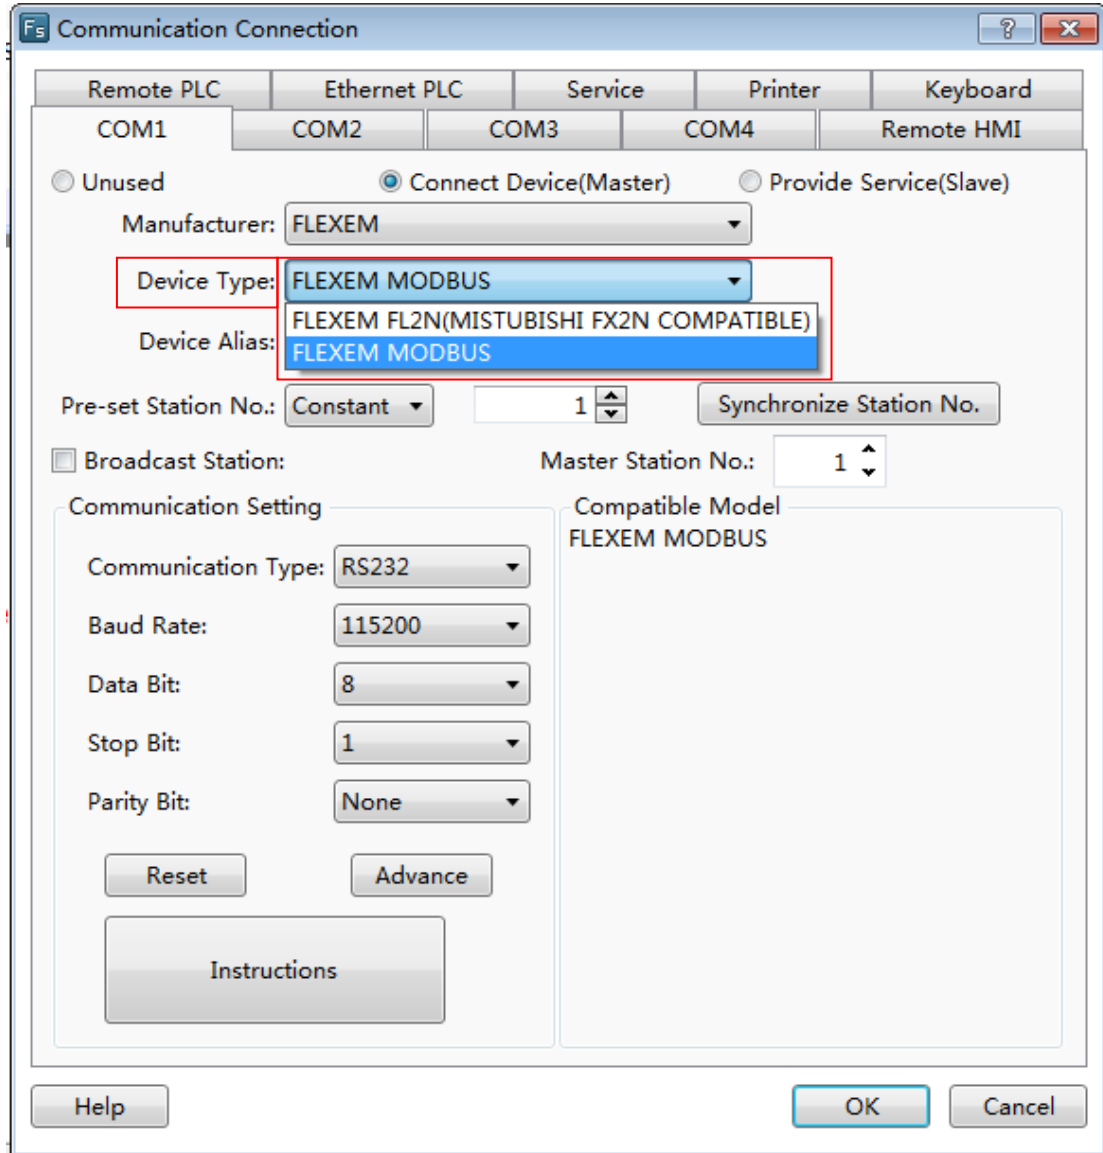 Fs Communication Connection ?
Remote PLC Ethernet PLC Service Printer Keyboard
COM1 COM2 COM3 COM4 Remote HMI
Unused Connect Device(Master) Provide Service(Slave)
Manufacturer: FLEXEM
Device Type: FLEXEM MODBUS
FLEXEM FL2N(MISTUBISHI FX2N COMPATIBLE)
Device Alias: FLEXEM MODBUS
Pre-set Station No.: Constant 1 Synchronize Station No.
Broadcast Station: Master Station No.: 1
Communication Setting Compatible Model
FLEXEM MODBUS
Communication Type: RS232
Baud Rate: 115200
Data Bit: 8
Stop Bit: 1
Parity Bit: None
Reset Advance
Instructions
Help OK Cancel